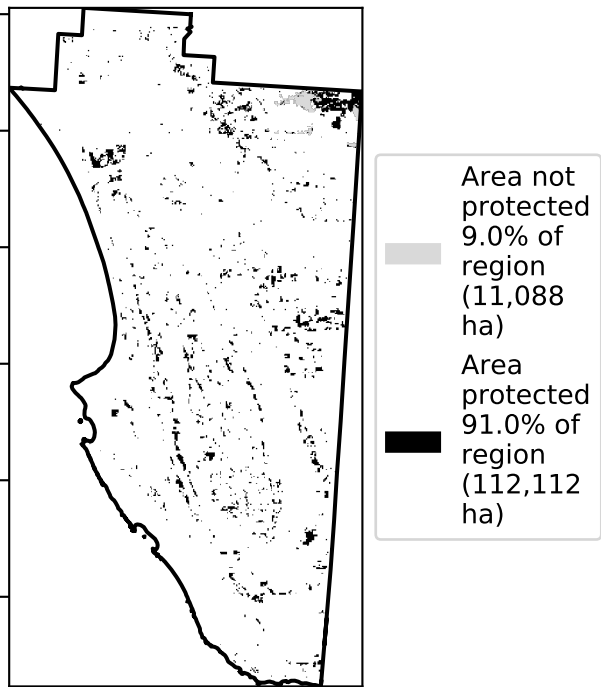 Area not
protected
9.0% of
region
(11,088
ha)
Area
protected
91.0% of
region
(112,112
ha)